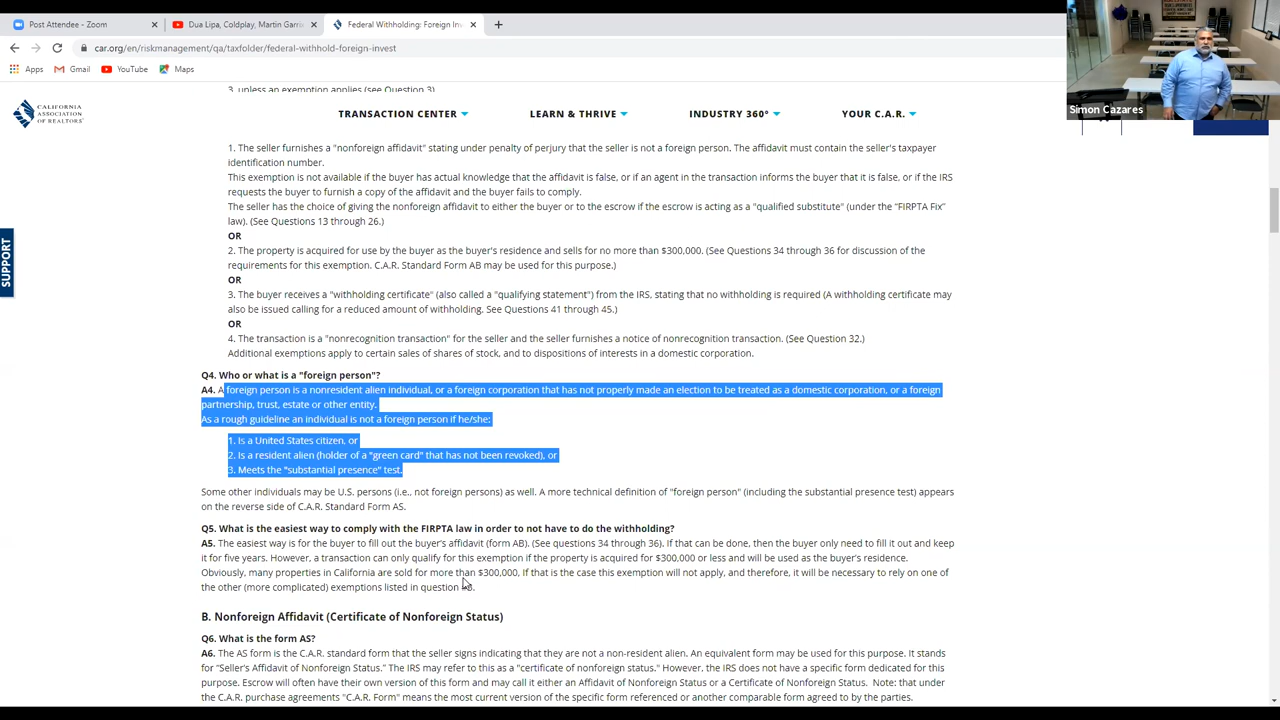 Post Attendee - Zoom
Dua Lipa, Coldplay, Martin Garri
Federal Withholding: Foreign In
car.org/en/riskmanagement/qa/taxfolder/federal-withhold-foreign-invest
Apps Gmail YouTube Maps
Simon Cazares
3. unless an exemption applies (see Question 3)
CALIFORNIA
ASSOCIATION
OF REALTORS®
TRANSACTION CENTER LEARN & THRIVE INDUSTRY 360° YOUR C.A.R.
1. The seller furnishes a "nonforeign affidavit" stating under penalty of perjury that the seller is not a foreign person. The affidavit must contain the seller's taxpayer
identification number.
This exemption is not available if the buyer has actual knowledge that the affidavit is false, or if an agent in the transaction informs the buyer that it is false, or if the IRS
requests the buyer to furnish a copy of the affidavit and the buyer fails to comply.
The seller has the choice of giving the nonforeign affidavit to either the buyer or to the escrow if the escrow is acting as a "qualified substitute" (under the "FIRPTA Fix"
law). (See Questions 13 through 26.)
OR
2. The property is acquired for use by the buyer as the buyer's residence and sells for no more than $300,000. (See Questions 34 through 36 for discussion of the
requirements for this exemption. C.A.R. Standard Form AB may be used for this purpose.)
OR
3. The buyer receives a "withholding certificate" (also called a "qualifying statement") from the IRS, stating that no withholding is required (A withholding certificate may
also be issued calling for a reduced amount of withholding. See Questions 41 through 45.)
OR
4. The transaction is a "nonrecognition transaction" for the seller and the seller furnishes a notice of nonrecognition transaction. (See Question 32.)
Additional exemptions apply to certain sales of shares of stock, and to dispositions of interests in a domestic corporation.
Q4. Who or what is a "foreign person"?
A4. A foreign person is a nonresident alien individual, or a foreign corporation that has not properly made an election to be treated as a domestic corporation, or a foreign
partnership, trust, estate or other entity.
As a rough guideline an individual is not a foreign person if he/she:
1. Is a United States citizen, or
2. Is a resident alien (holder of a "green card" that has not been revoked), or
3. Meets the "substantial presence" test.
Some other individuals may be U.S. persons (i.e.. not foreign persons) as well. A more technical definition of "foreign person" (including the substantial presence test) appears
on the reverse side of C.A.R. Standard Form AS.
Q5. What is the easiest way to comply with the FIRPTA law in order to not have to do the withholding?
A5. The easiest way is for the buyer to fill out the buyer's affidavit (form AB). (See questions 34 through 36). If that can be done, then the buyer only need to fill it out and keep
it for five years. However, a transaction can only qualify for this exemption if the property is acquired for $300,000 or less and will be used as the buyer's residence.
Obviously, many properties in California are sold for more than $300,000, If that is the case this exemption will not apply, and therefore, it will be necessary to rely on one of
the other (more complicated) exemptions listed in question
B. Nonforeign Affidavit (Certificate of Nonforeign Status)
Q6. What is the form AS?
A6. The AS form is the C.A.R. standard form that the seller signs indicating that they are not a non-resident alien. An equivalent form may be used for this purpose. It stands
for "Seller's Affidavit of Nonforeign Status." The IRS may refer to this as a "certificate of nonforeign status." However, the IRS does not have a specific form dedicated for this
purpose. Escrow will often have their own version of this form and may call it either an Affidavit of Nonforeign Status or a Certificate of Nonforeign Status. Note: that under
the C.A.R. purchase agreements "C.A.R. Form" means the most current version of the specific form referenced or another comparable form agreed to by the parties.
SUPPORT